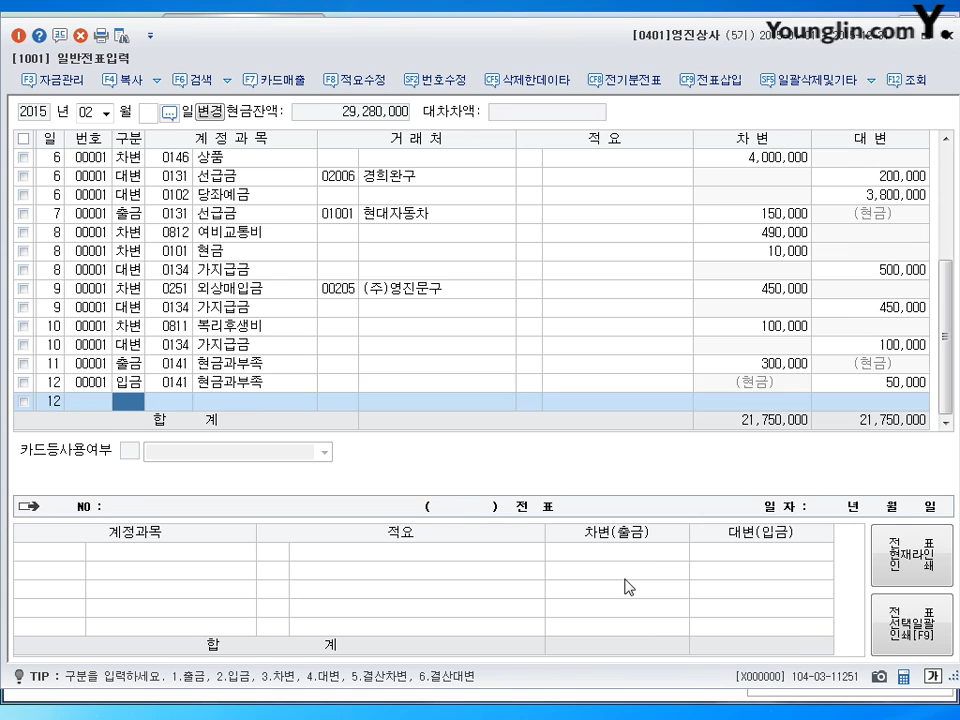 Younglin.com Y.
[0401]영진상사 (5기)
[1001] 일반전표입력
F3 자금관리 F4 복사 F6 검색 F7 카드매출 F8 적요수정 SF2 번호수정 CF5 삭제한데이타 CF8 전기분전표 CF9 전표삽입 SF5 일괄삭제및기타 F12 조회
2015 년 02 월 일 변경 현금잔액: 29,280,000 대차차액:
일 번호 구분 계 정 과 목 거 래 처 적 요 차 변 대 변
6 00001 차변 0146 상품 4,000,000
6 00001 대변 0131 선급금 02006 경희완구 200,000
6 00001 대변 0102 당좌예금 3,800,000
7 00001 출금 0131 선급금 01001 현대자동차 150,000 (현금)
8 00001 차변 0812 여비교통비 490,000
8 00001 차변 0101 현금 10,000
8 00001 대변 0134 가지급금 500,000
9 00001 차변 0251 외상매입금 00205 (주)영진문구 450,000
9 00001 대변 0134 가지급금 450,000
10 00001 차변 0811 복리후생비 100,000
10 00001 대변 0134 가지급금 100,000
11 00001 출금 0141 현금과부족 300,000 (현금)
12 00001 입금 0141 현금과부족 (현금) 50,000
12
합 계 21,750,000 21,750,000
카드등사용여부
NO : ( ) 전 표 일 자 : 년 월 일
계정과목 적요 차변(출금) 대변(입금)
전 표
현재라인
인 쇄
전 표
선택일괄
인쇄[F9]
합 계
TIP : 구분을 입력하세요. 1.출금, 2.입금, 3.차변, 4.대변, 5.결산차변, 6.결산대변 [X000000] 104-03-11251 가